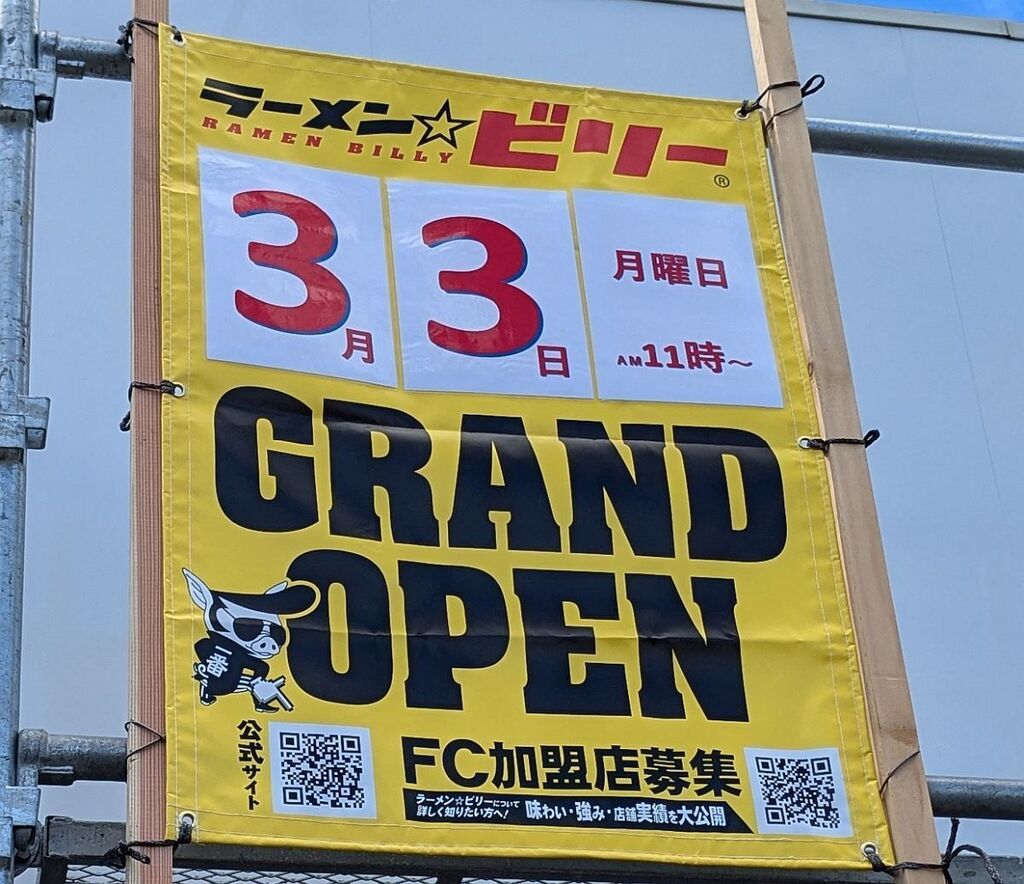 ラーメン☆ビリー
RAMEN BILLY
®
3月
3日
月曜日
AM11時～
GRAND
OPEN
一番
公式サイト
FC加盟店募集
ラーメン☆ビリーについて
詳しく知りたい方へ!
味わい・強み・店舗実績を大公開